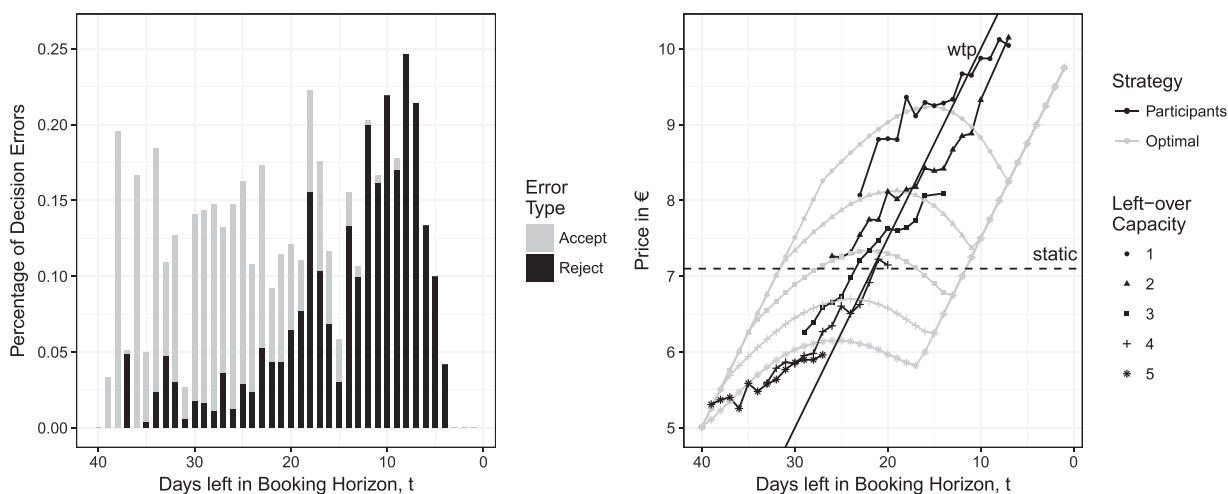 Percentage of Decision Errors
0.25
0.20
0.15
0.10
0.05
0.00
40
30
20
10
0
Days left in Booking Horizon, t
Error
Type
Accept
Reject
Price in €
10
9
8
7
6
5
wtp
static
40
30
20
10
0
Days left in Booking Horizon, t
Strategy
Participants
Optimal
Left−over
Capacity
1
2
3
4
5